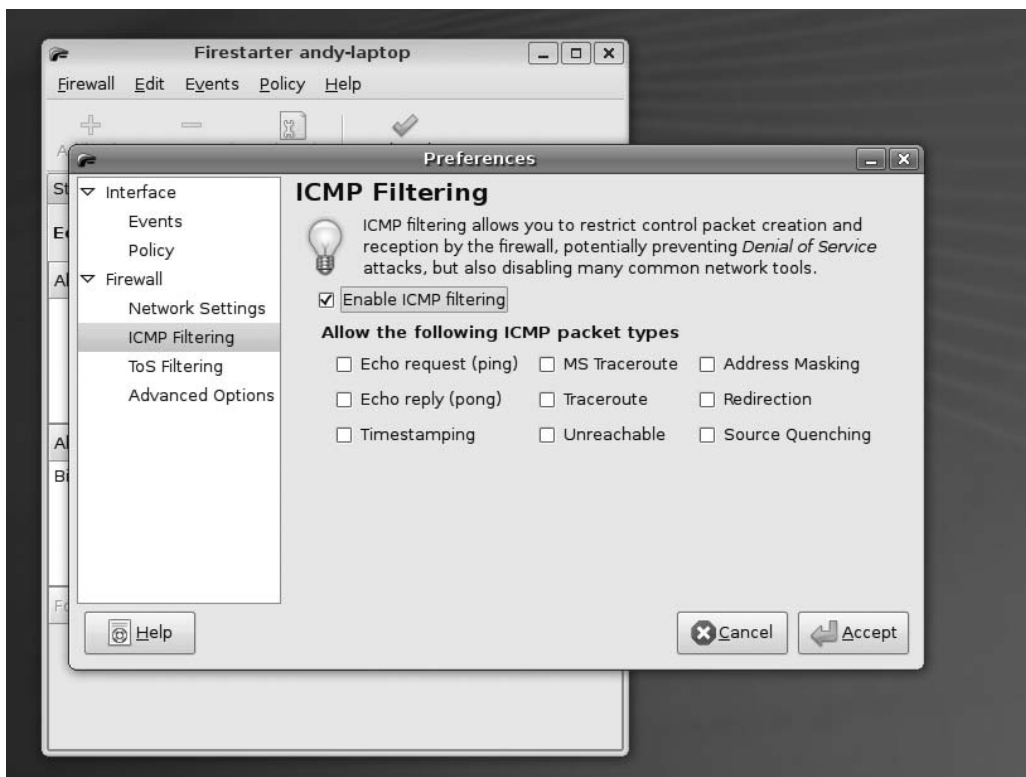 Firestarter andy-laptop
Firewall Edit Events Policy Help
Preferences
Interface
Events
Policy
Firewall
Network Settings
ICMP Filtering
ToS Filtering
Advanced Options
ICMP Filtering
ICMP filtering allows you to restrict control packet creation and
reception by the firewall, potentially preventing Denial of Service
attacks, but also disabling many common network tools.
Enable ICMP filtering
Allow the following ICMP packet types
Echo request (ping) MS Traceroute Address Masking
Echo reply (pong) Traceroute Redirection
Timestamping Unreachable Source Quenching
Help
Cancel Accept